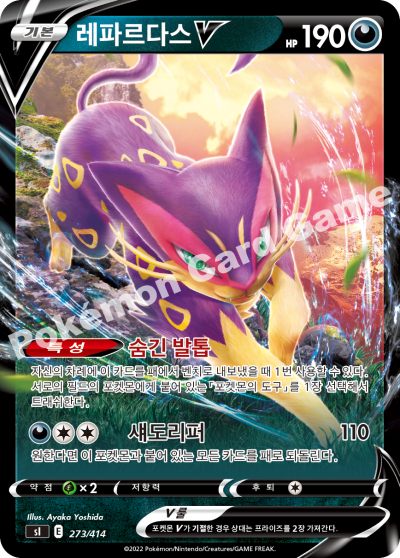 기본 레파르다스 V HP 190
Pokémon Card Game
특성 숨긴 발톱
자신의 차례에 이 카드를 패에서 벤치로 내보냈을 때 1번 사용할 수 있다.
서로의 필드의 포켓몬에게 붙어 있는 「포켓몬의 도구」를 1장 선택해서
트래쉬한다.
섀도리퍼 110
원한다면 이 포켓몬과 붙어 있는 모든 카드를 패로 되돌린다.
약점 ×2 저항력 후퇴
Illus. Ayaka Yoshida
V 룰
sI E 273/414
포켓몬 V가 기절한 경우 상대는 프라이즈를 2장 가져간다.
©2022 Pokémon/Nintendo/Creatures/GAME FREAK.